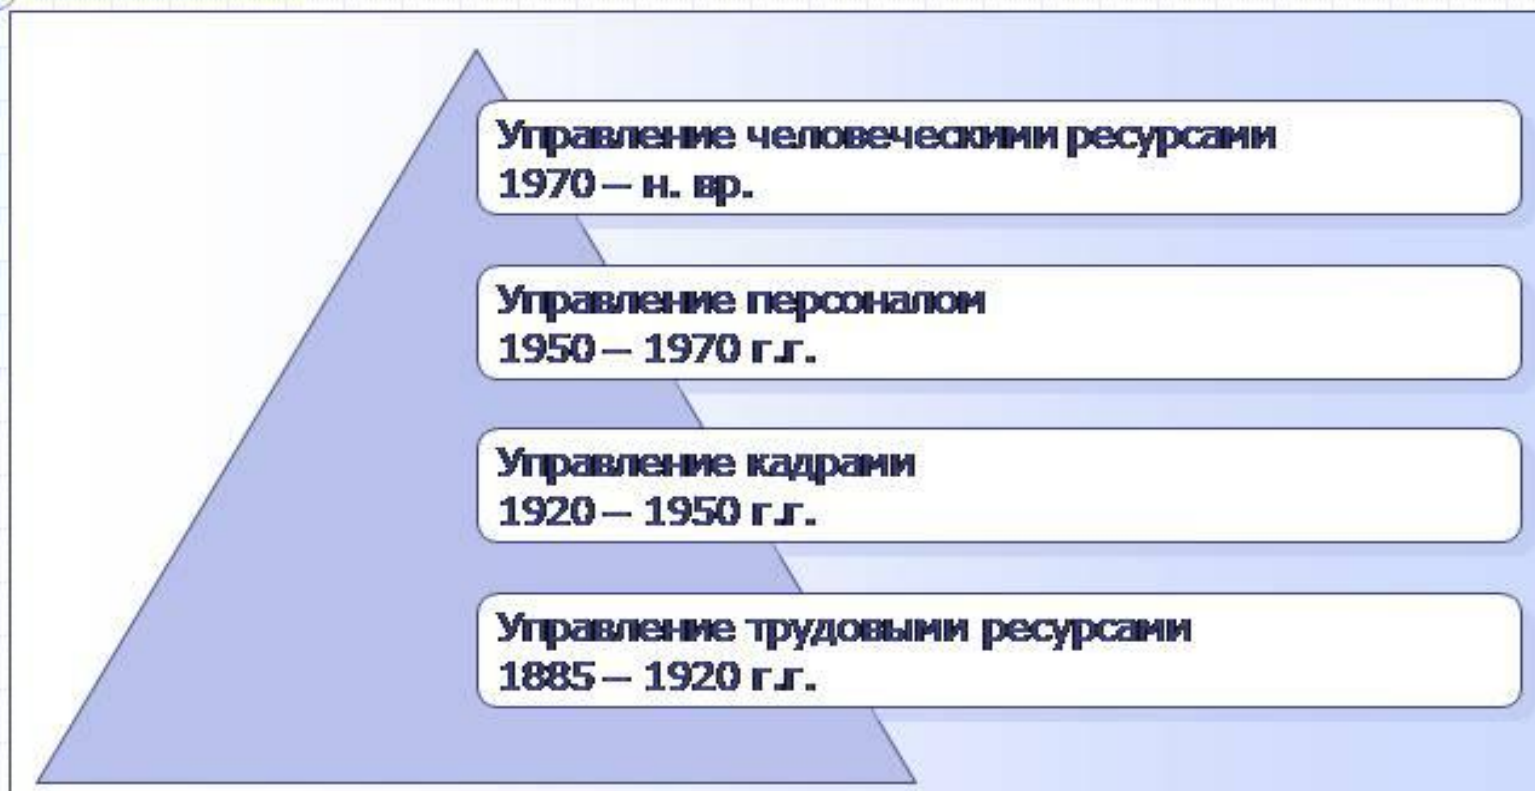 Управление человеческими ресурсами
1970 – н. вр.
Управление персоналом
1950 – 1970 г.г.
Управление кадрами
1920 – 1950 г.г.
Управление трудовыми ресурсами
1885 – 1920 г.г.